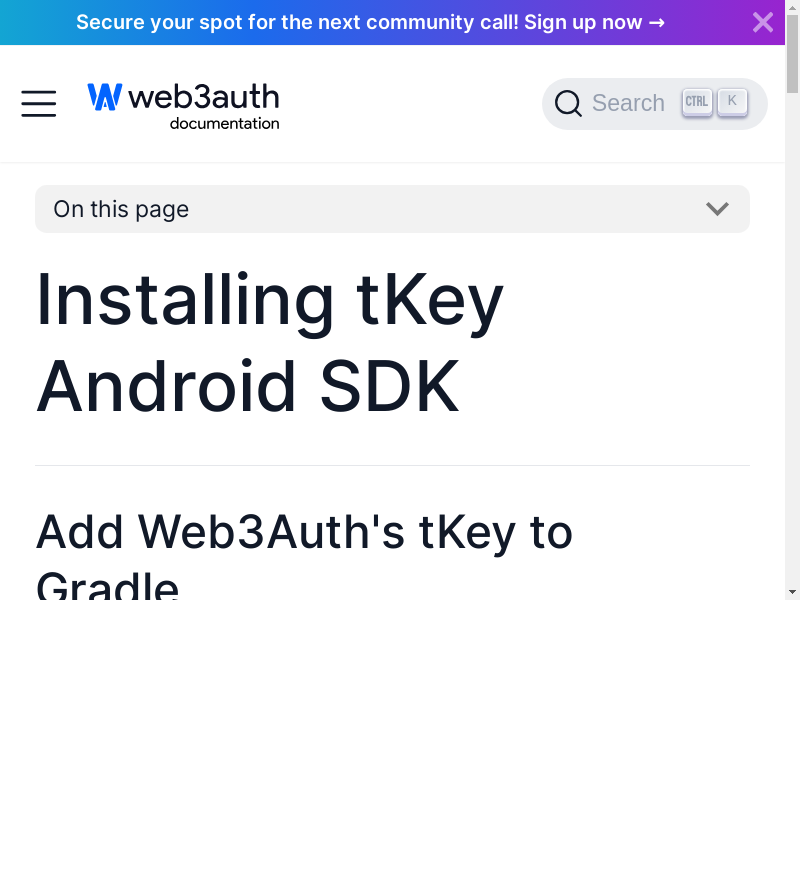 Secure your spot for the next community call! Sign up now →
web3auth
documentation
Search CTRL K
On this page
Installing tKey
Android SDK
Add Web3Auth's tKey to
Gradle